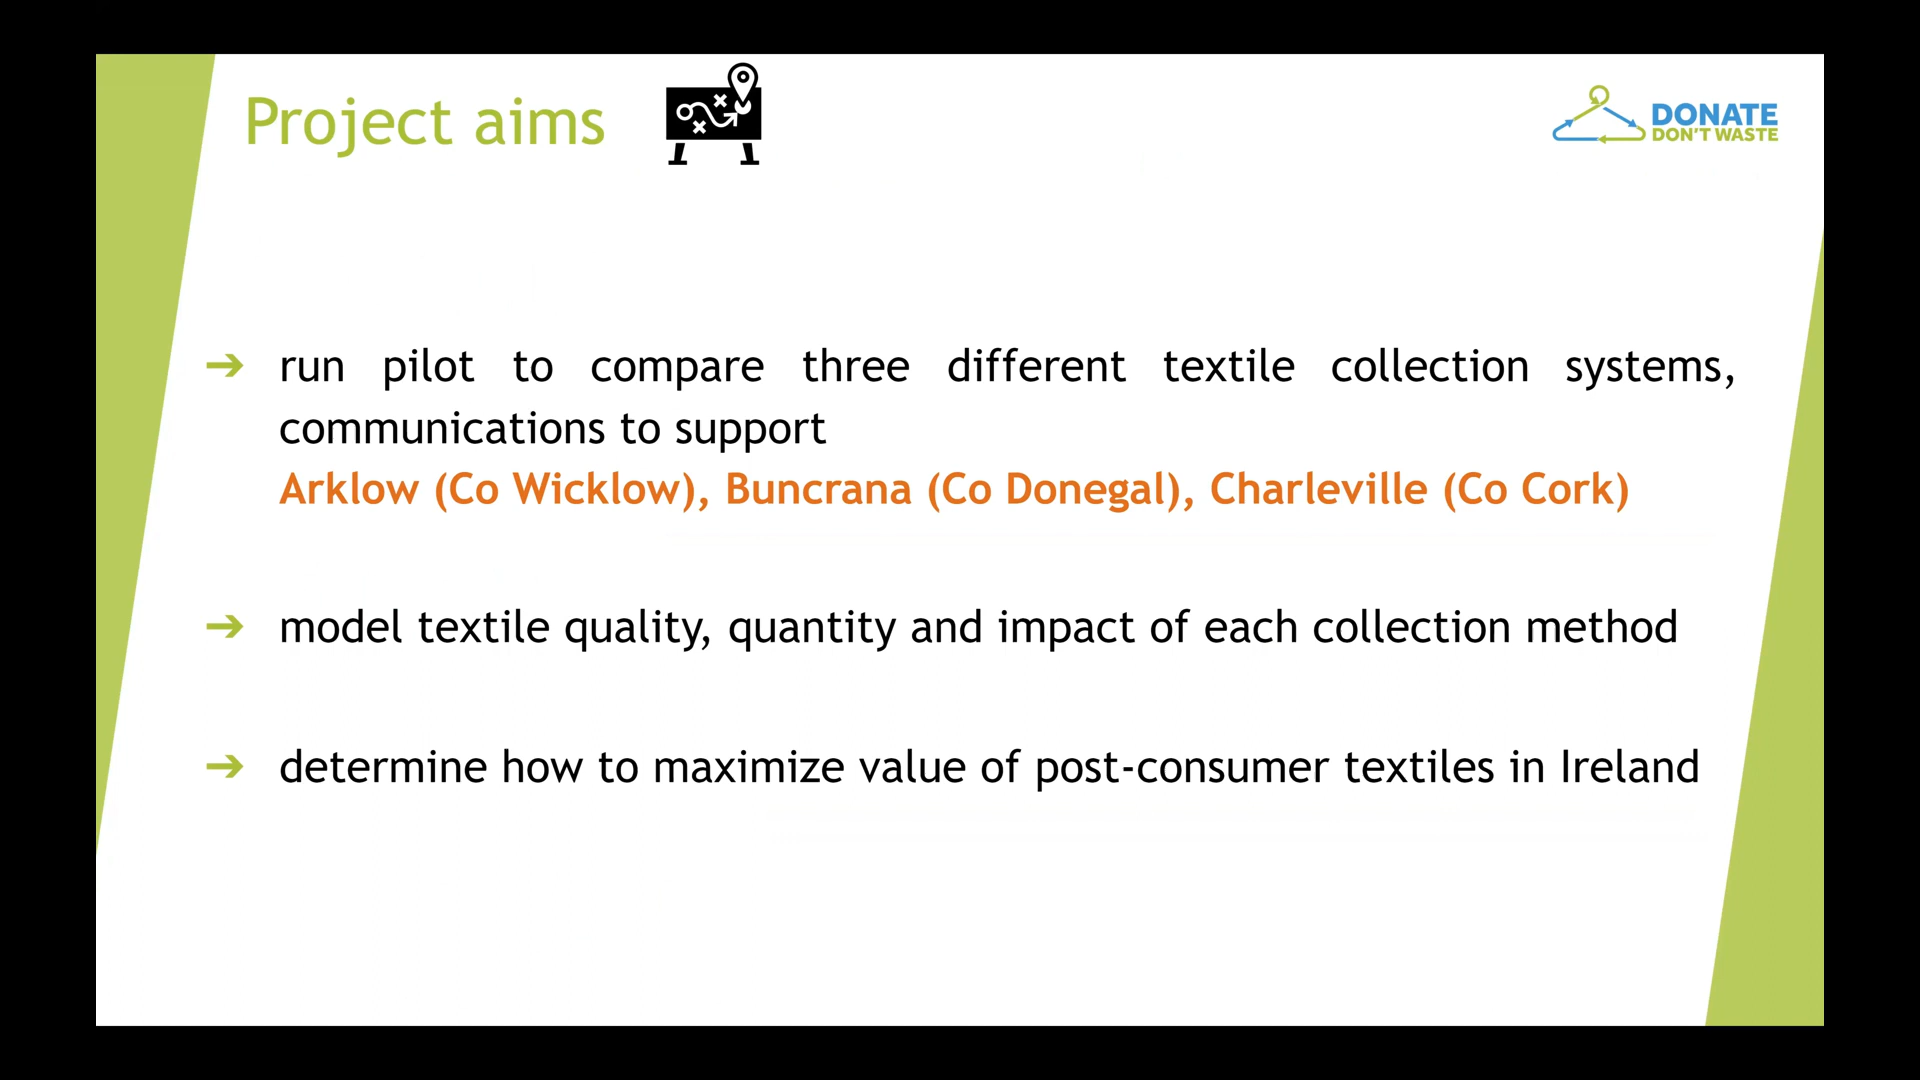 Project aims
DONATE
DON'T WASTE
➔ run pilot to compare three different textile collection systems,
communications to support
Arklow (Co Wicklow), Buncrana (Co Donegal), Charleville (Co Cork)
➔ model textile quality, quantity and impact of each collection method
➔ determine how to maximize value of post-consumer textiles in Ireland